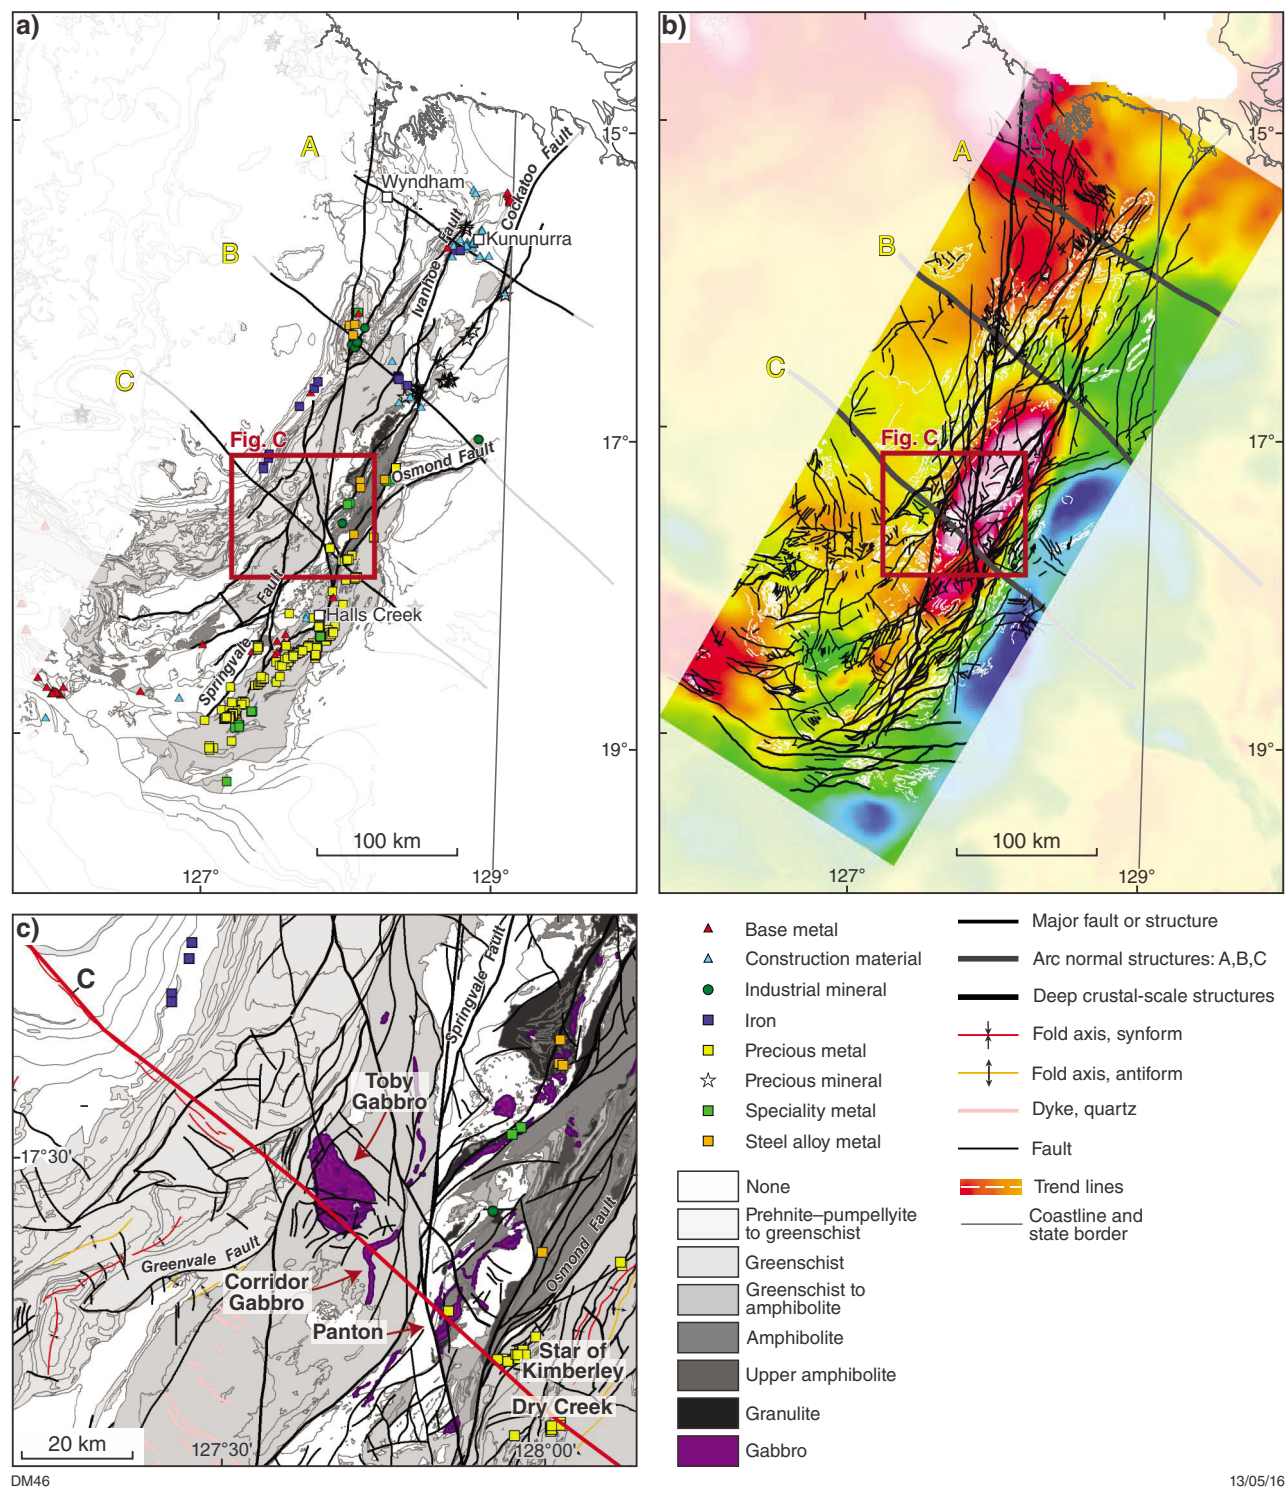 a)
A
Wyndham
B
Ivanhoe Fault
Cockatoo Fault
Kununurra
C
Fig. C
Osmond Fault
Springvale Fault
Halls Creek
15°
17°
19°
100 km
127°
129°
b)
A
B
C
Fig. C
15°
17°
19°
100 km
127°
129°
c)
C
Springvale Fault
Toby
Gabbro
17°30'
Greenvale Fault
Corridor
Gabbro
Panton
Osmond Fault
Star of
Kimberley
Dry Creek
20 km
127°30'
128°00'
Base metal
Construction material
Industrial mineral
Iron
Precious metal
Precious mineral
Speciality metal
Steel alloy metal
None
Prehnite–pumpellyite
to greenschist
Greenschist
Greenschist to
amphibolite
Amphibolite
Upper amphibolite
Granulite
Gabbro
Major fault or structure
Arc normal structures: A,B,C
Deep crustal-scale structures
Fold axis, synform
Fold axis, antiform
Dyke, quartz
Fault
Trend lines
Coastline and
state border
DM46
13/05/16